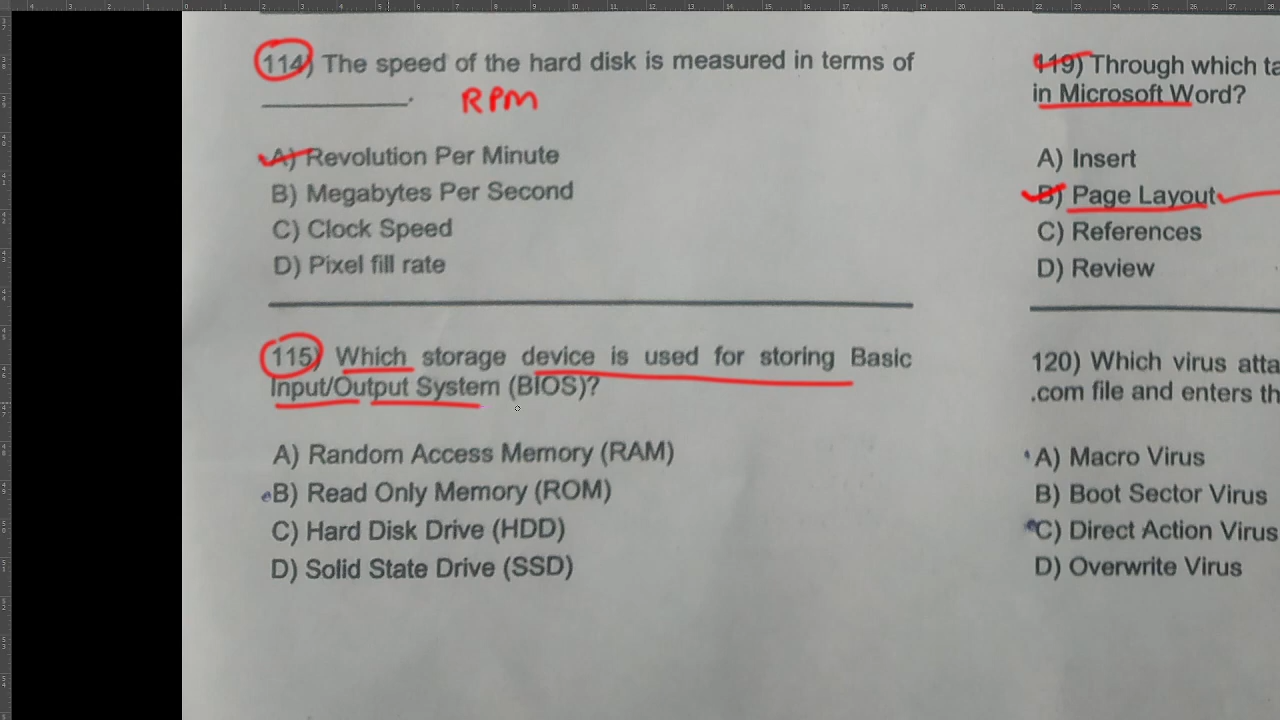 114) The speed of the hard disk is measured in terms of
____________.
RPM
A) Revolution Per Minute
B) Megabytes Per Second
C) Clock Speed
D) Pixel fill rate
115) Which storage device is used for storing Basic
Input/Output System (BIOS)?
A) Random Access Memory (RAM)
B) Read Only Memory (ROM)
C) Hard Disk Drive (HDD)
D) Solid State Drive (SSD)
119) Through which
in Microsoft Word?
A) Insert
B) Page Layout
C) References
D) Review
120) Which virus
.com file and enters
A) Macro Virus
B) Boot Sector Virus
C) Direct Action Virus
D) Overwrite Virus